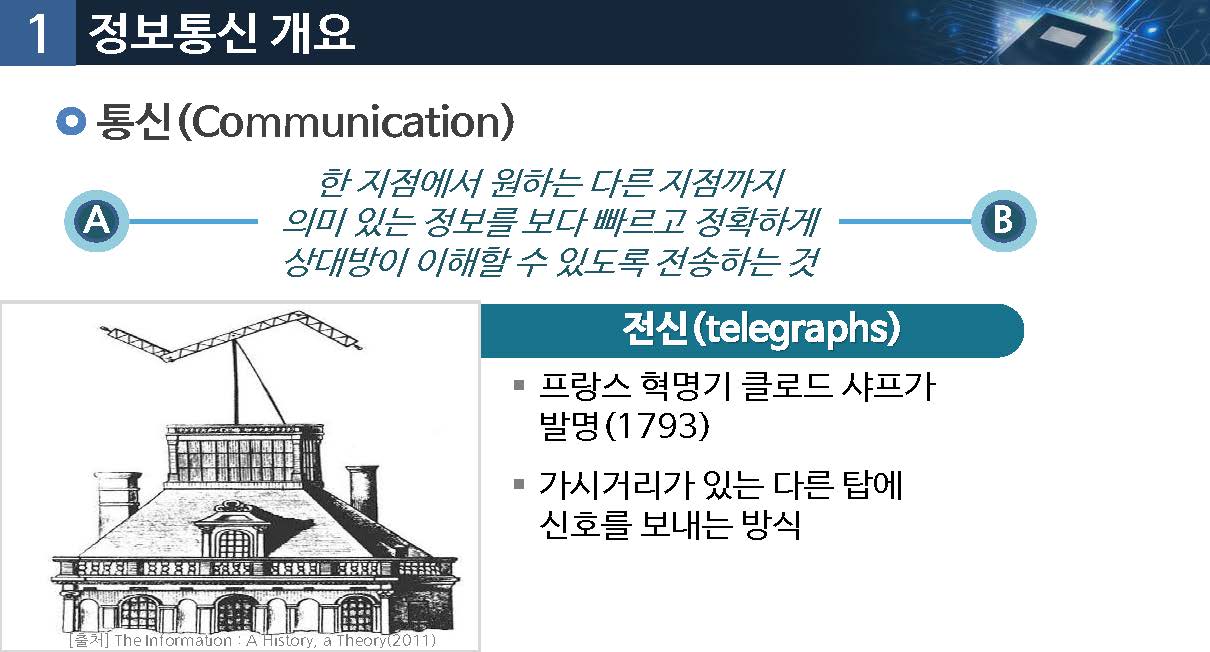 1 정보통신 개요
통신(Communication)
한 지점에서 원하는 다른 지점까지
A 의미 있는 정보를 보다 빠르고 정확하게 B
상대방이 이해할 수 있도록 전송하는 것
전신(telegraphs)
▪ 프랑스 혁명기 클로드 샤프가
발명(1793)
▪ 가시거리가 있는 다른 탑에
신호를 보내는 방식
[출처] The Information : A History, a Theory(2011)